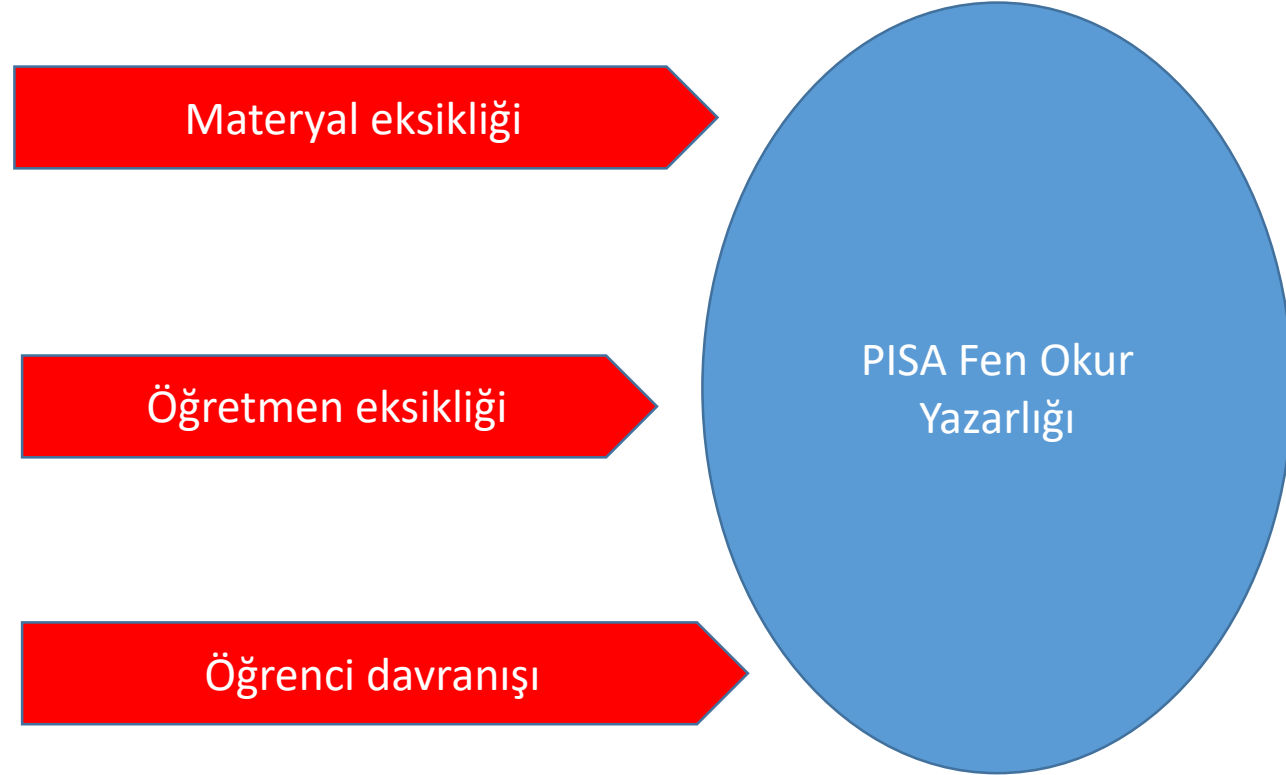 Materyal eksikliği
Öğretmen eksikliği
Öğrenci davranışı
PISA Fen Okur
Yazarlığı